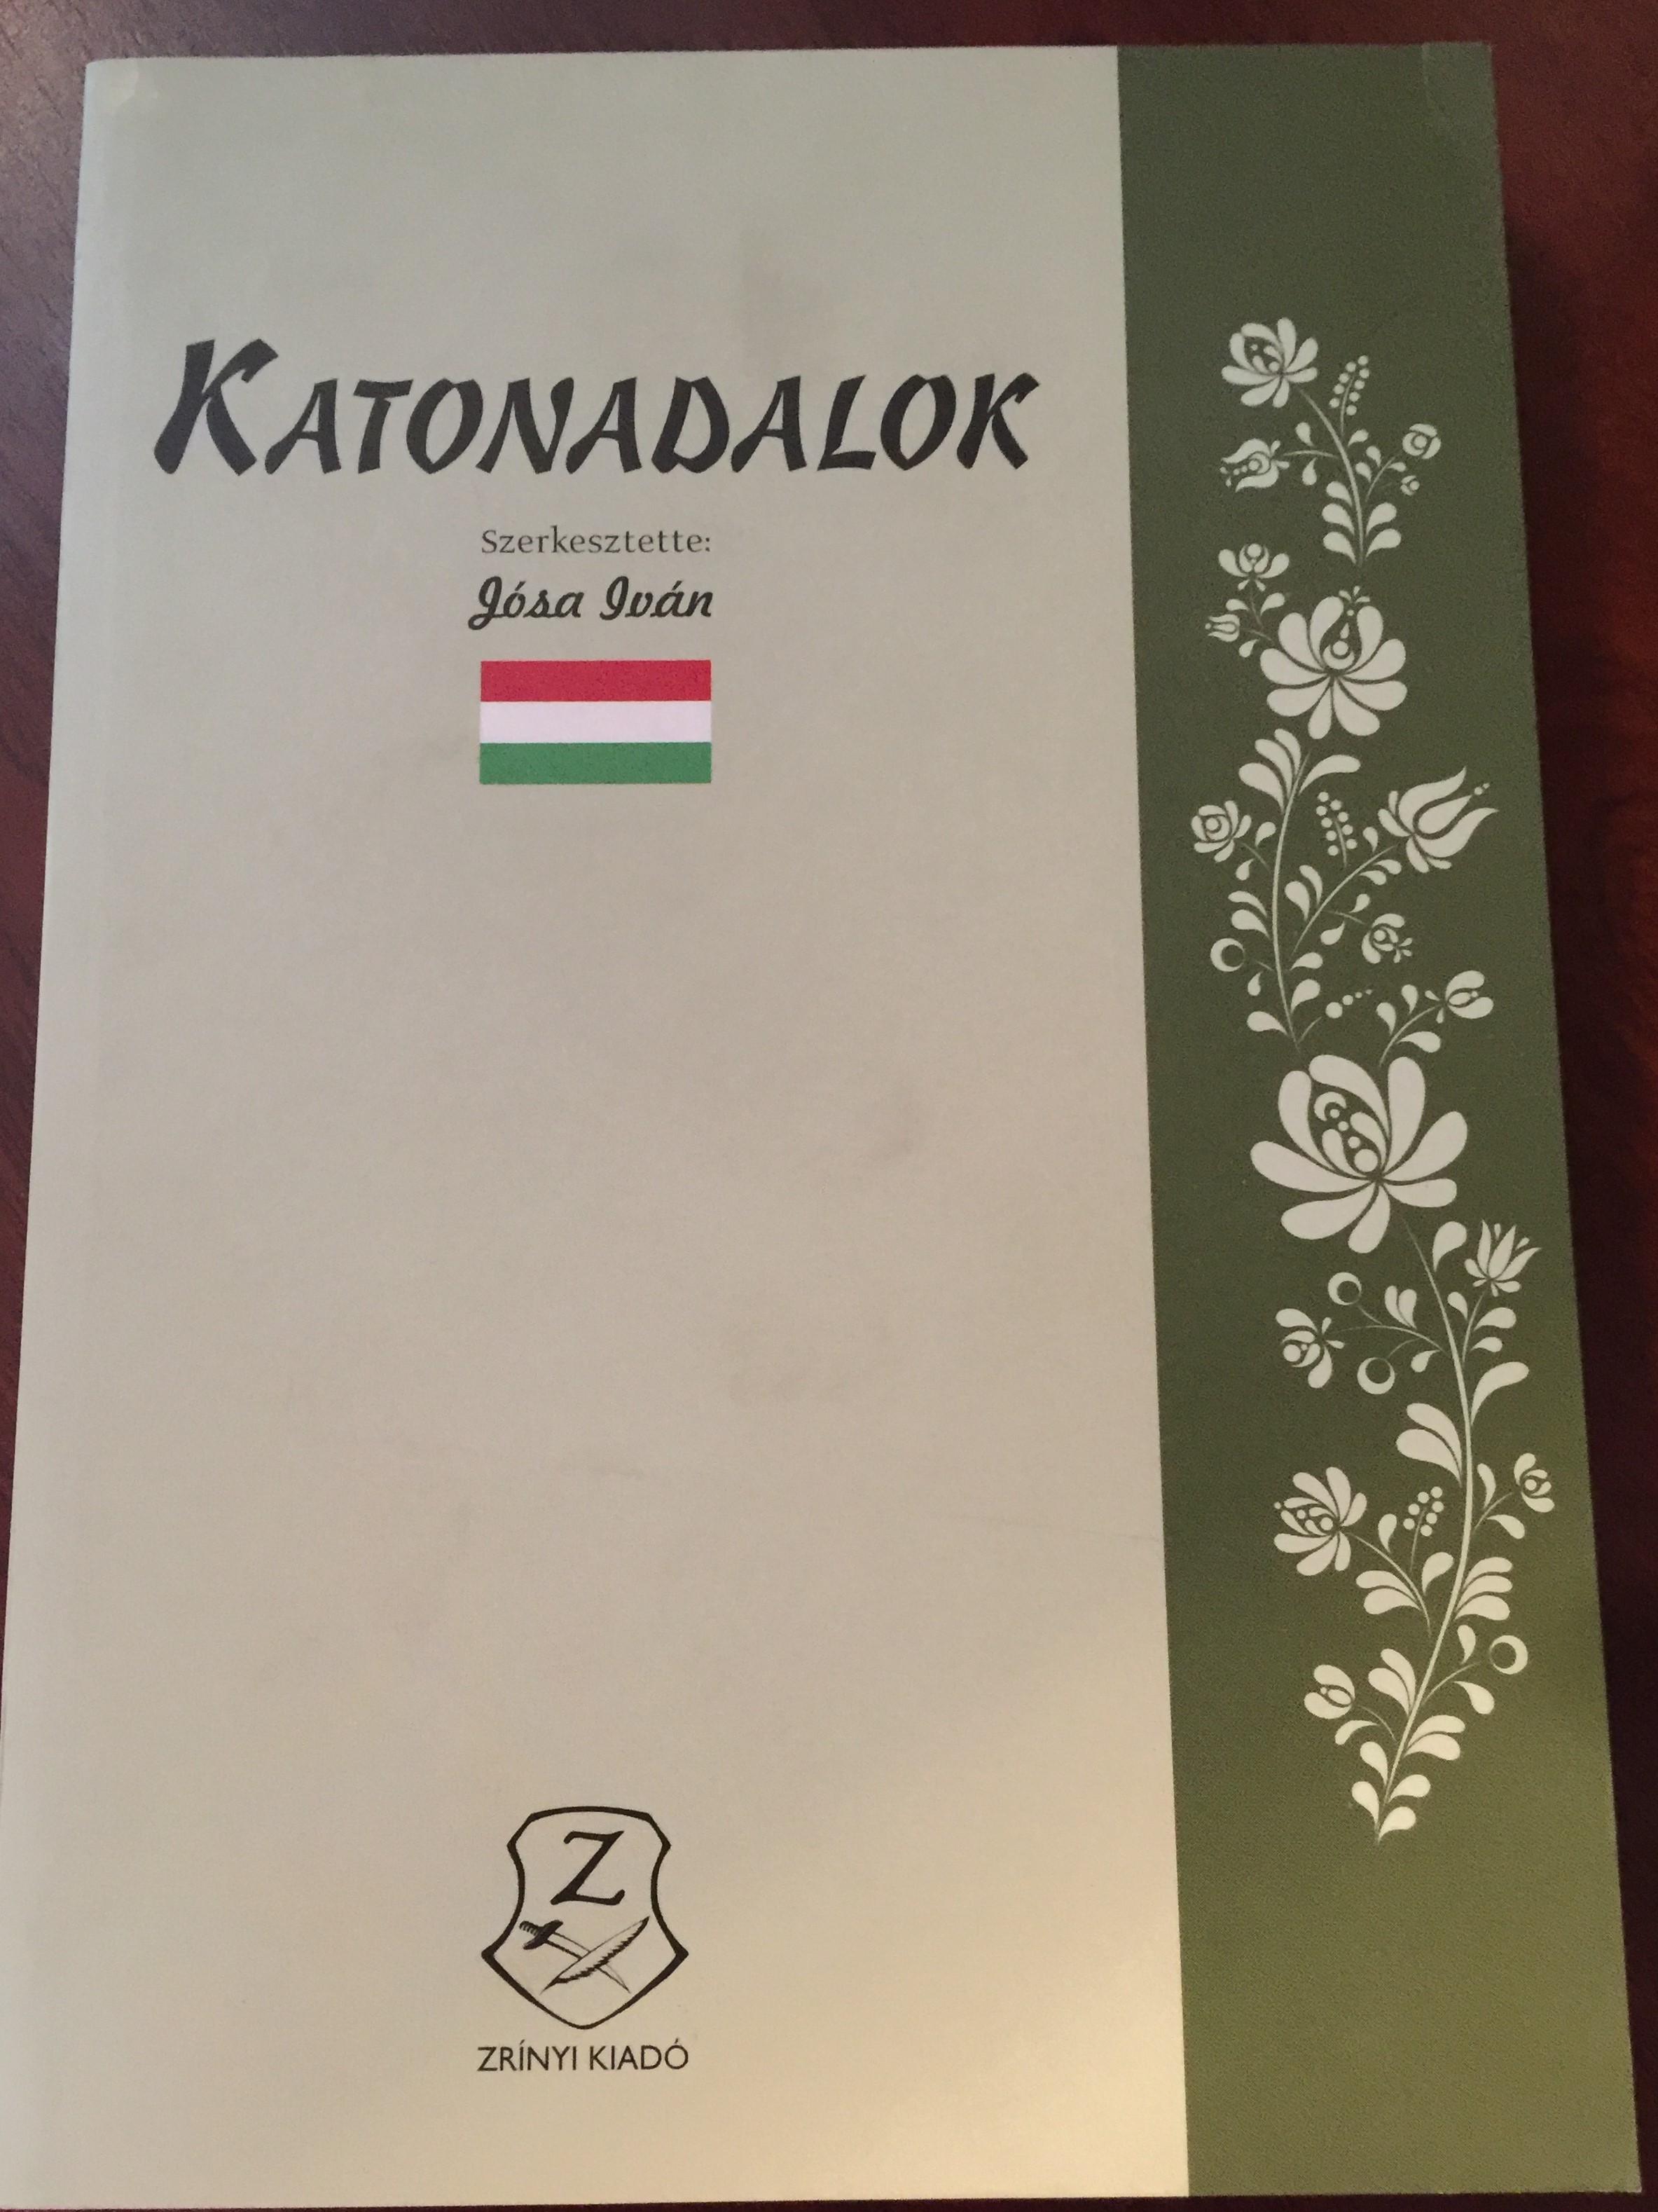 KATONADALOK
Szerkesztette:
Jósa Iván
Z
ZRÍNYI KIADÓ